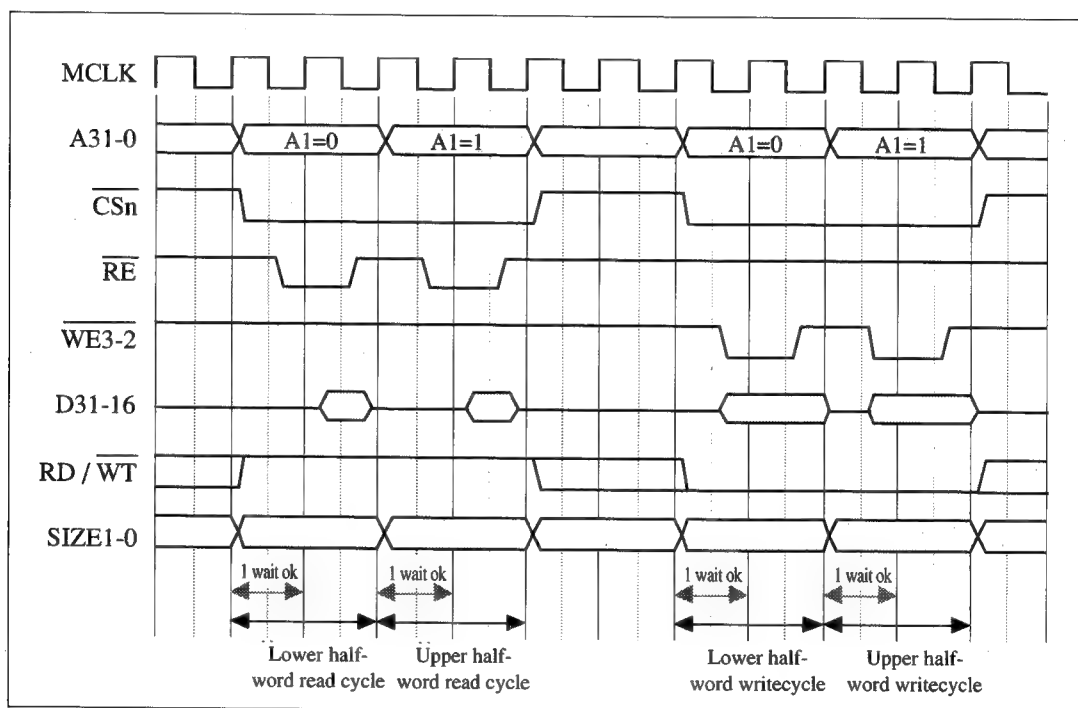 MCLK
A31-0 A1=0 A1=1 A1=0 A1=1
CSn
RE
WE3-2
D31-16
RD / WT
SIZE1-0
1 wait ok 1 wait ok 1 wait ok 1 wait ok
Lower half- Upper half- Lower half- Upper half-
word read cycle word read cycle word writecycle word writecycle